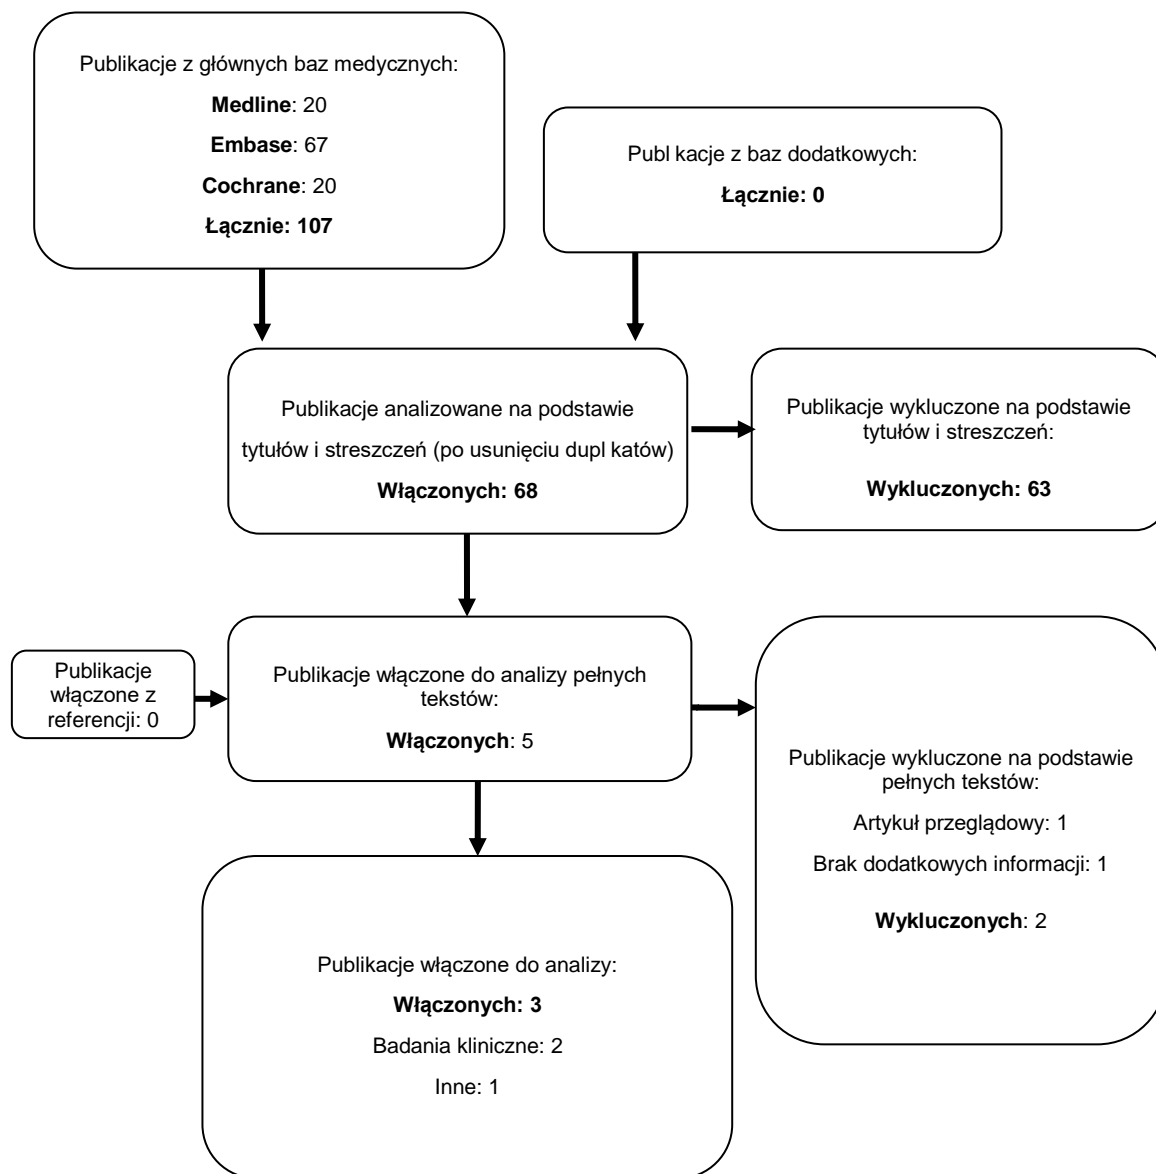 Publikacje z głównych baz medycznych:
Medline: 20
Embase: 67
Cochrane: 20
Łącznie: 107
Publ kacje z baz dodatkowych:
Łącznie: 0
Publikacje analizowane na podstawie
tytułów i streszczeń (po usunięciu dupl katów)
Włączonych: 68
Publikacje wykluczone na podstawie
tytułów i streszczeń:
Wykluczonych: 63
Publikacje
włączone z
referencji: 0
Publikacje włączone do analizy pełnych
tekstów:
Włączonych: 5
Publikacje wykluczone na podstawie
pełnych tekstów:
Artykuł przeglądowy: 1
Brak dodatkowych informacji: 1
Wykluczonych: 2
Publikacje włączone do analizy:
Włączonych: 3
Badania kliniczne: 2
Inne: 1